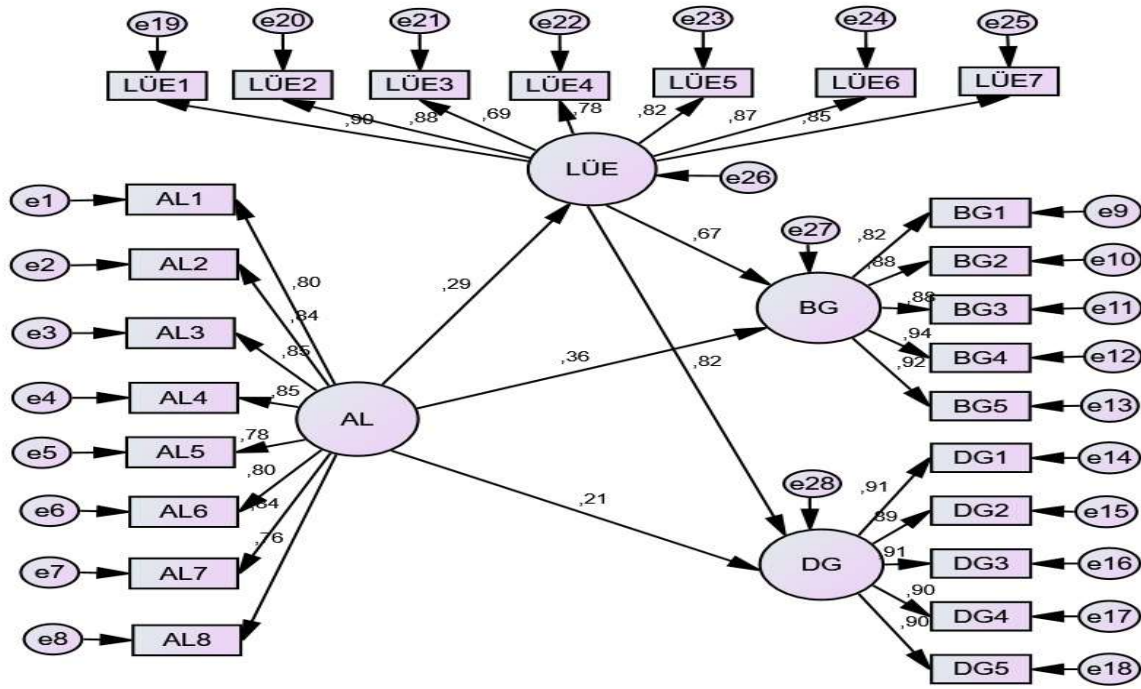 e19 e20 e21 e22 e23 e24 e25
LÜE1 LÜE2 LÜE3 LÜE4 LÜE5 LÜE6 LÜE7
,88 ,69 ,78 ,82 ,87 ,85
LÜE
e26
e1 AL1
e2 AL2
e3 AL3
e4 AL4
e5 AL5
e6 AL6
e7 AL7
e8 AL8
,80
,84
,85
,85
,78
,80
,84
,76
AL
,29
,67
,36
,82
,21
e27
BG
,82
,88
,88
,94
,92
BG1 e9
BG2 e10
BG3 e11
BG4 e12
BG5 e13
e28
DG
,91
,89
,91
,90
,90
DG1 e14
DG2 e15
DG3 e16
DG4 e17
DG5 e18